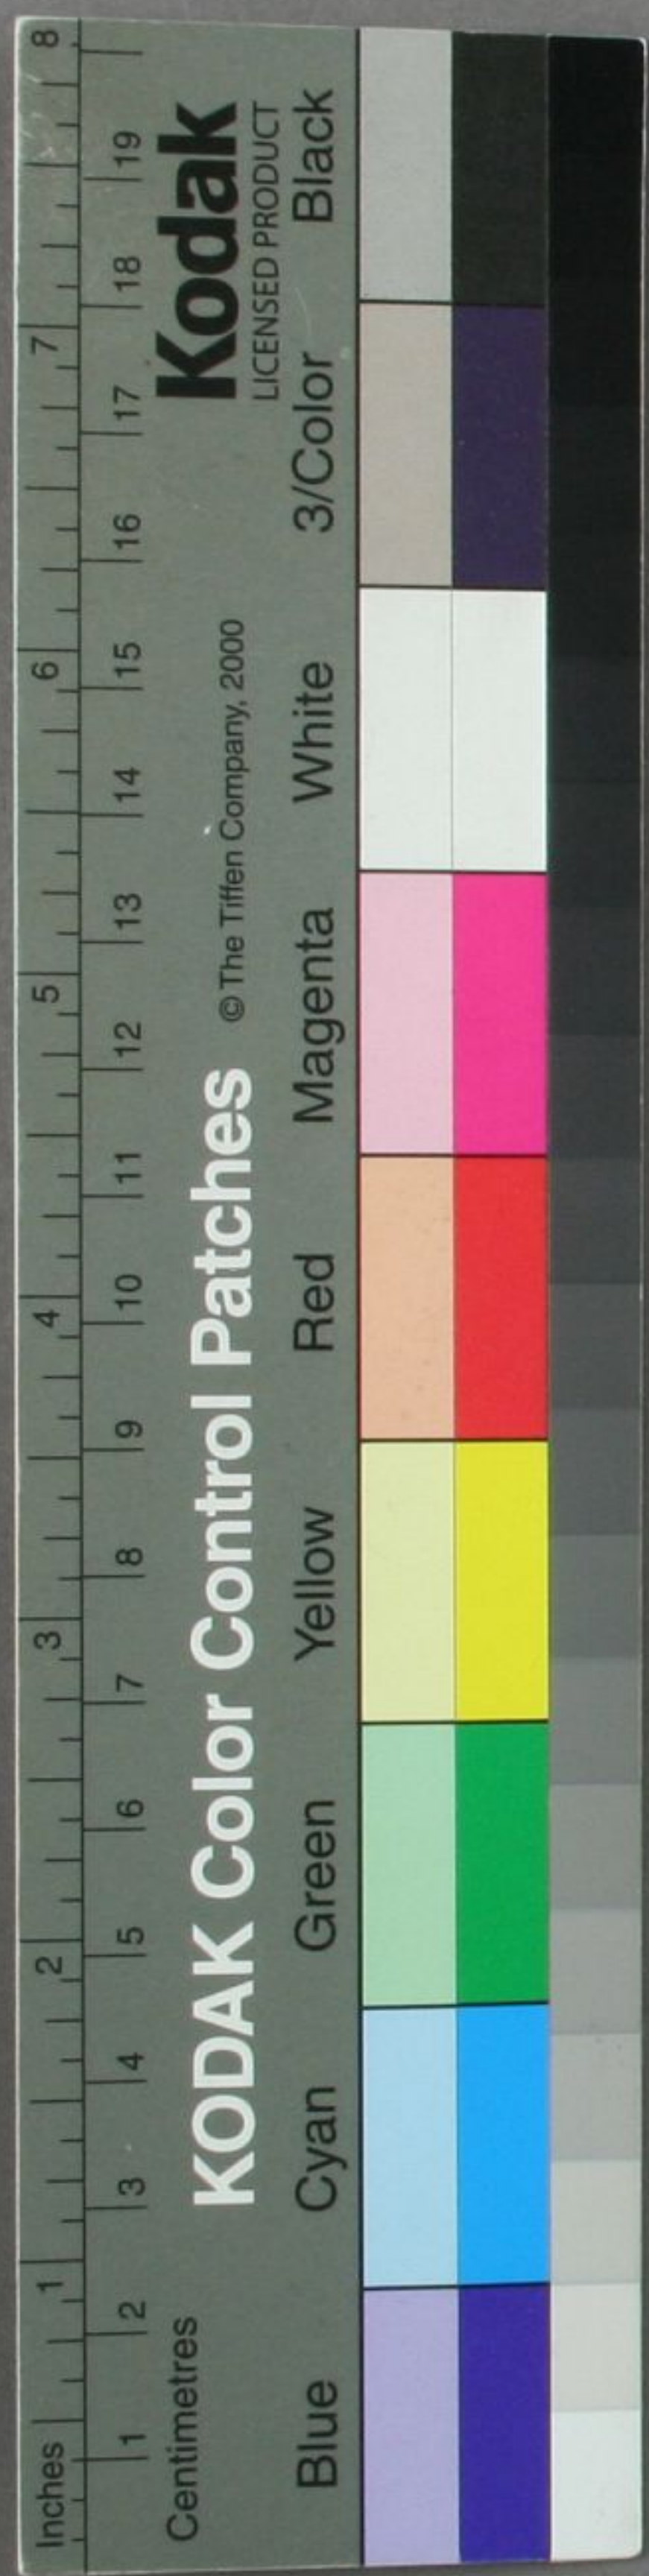 Inches 1 2 3 4 5 6 7 8
1 2 3 4 5 6 7 8 9 10 11 12 13 14 15 16 17 18 19
Centimetres
KODAK Color Control Patches © The Tiffen Company, 2000 Kodak
LICENSED PRODUCT
Blue Cyan Green Yellow Red Magenta White 3/Color Black